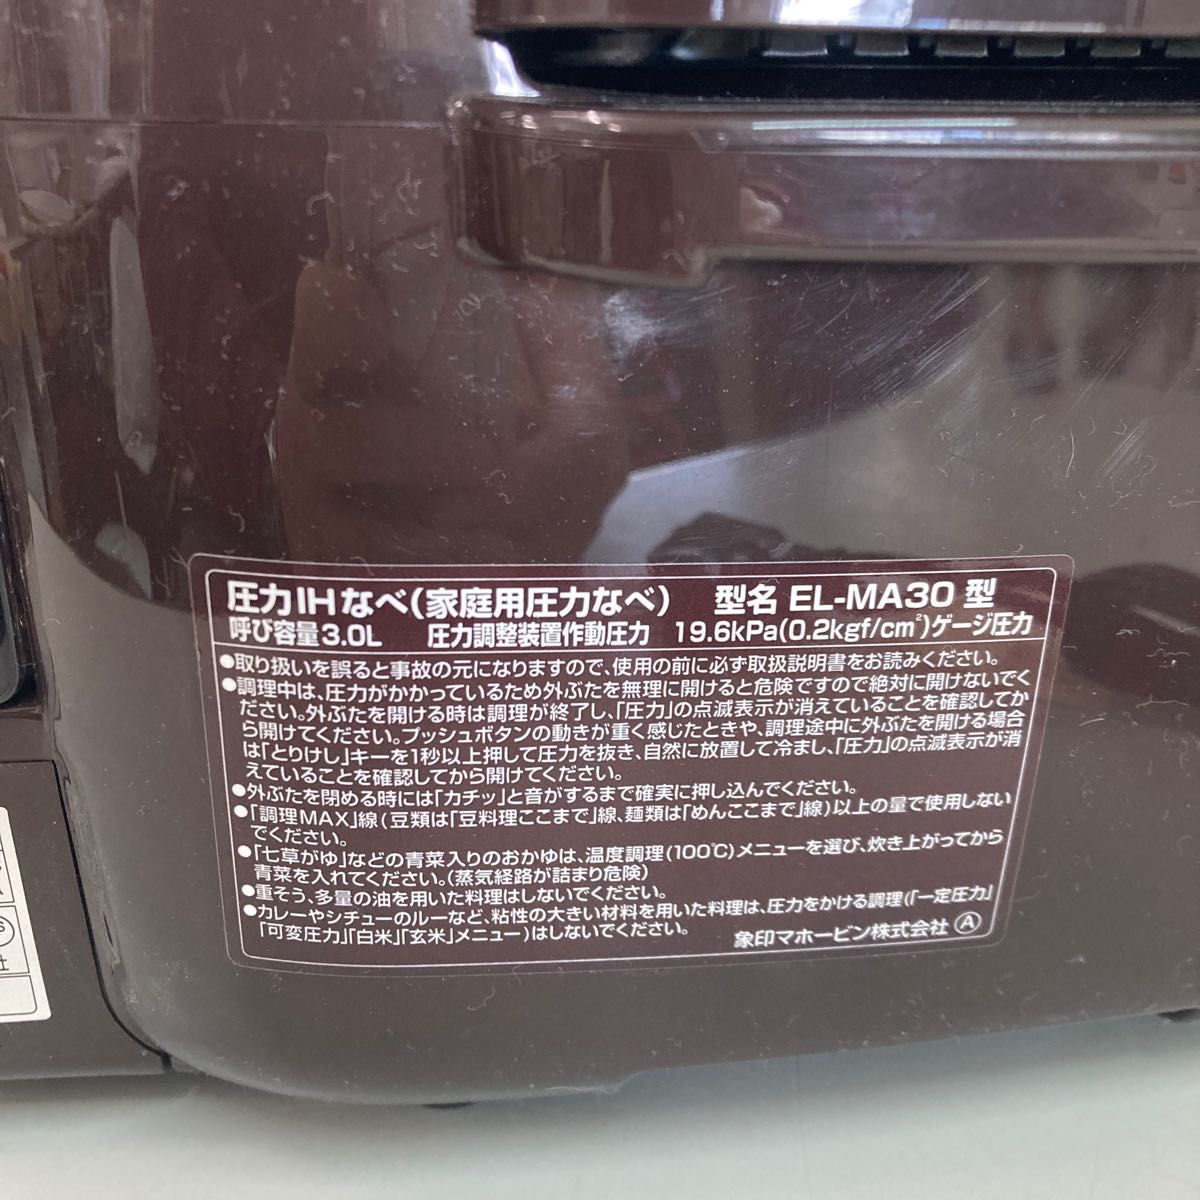 圧力IHなべ(家庭用圧力なべ) 型名 EL-MA30 型
呼び容量3.0L 圧力調整装置作動圧力 19.6kPa(0.2kgf/cm²)ゲージ圧力
●取り扱いを誤ると事故の元になりますので、使用の前に必ず取扱説明書をお読みください。
●調理中は、圧力がかかっているため外ぶたを無理に開けると危険ですので絶対に開けないでく
ださい。外ぶたを開ける時は調理が終了し、「圧力」の点滅表示が消えていることを確認してか
ら開けてください。プッシュボタンの動きが重く感じたときや、調理途中に外ぶたを開ける場合
は「とりけし」キーを1秒以上押して圧力を抜き、自然に放置して冷まし、「圧力」の点滅表示が消
えていることを確認してから開けてください。
●外ぶたを閉める時には「カチッ」と音がするまで確実に押し込んでください。
●「調理MAX」線(豆類は「豆料理ここまで」線、麺類は「めんここまで」線)以上の量で使用しない
でください。
●「七草がゆ」などの青菜入りのおかゆは、温度調理(100℃)メニューを選び、炊き上がってから
青菜を入れてください。(蒸気経路が詰まり危険)
●重そう、多量の油を用いた料理はしないでください。
●カレーやシチューのルーなど、粘性の大きい材料を用いた料理は、圧力をかける調理(「一定圧力」
「可変圧力」「白米」「玄米」メニュー)はしないでください。 象印マホービン株式会社 Ⓐ
社